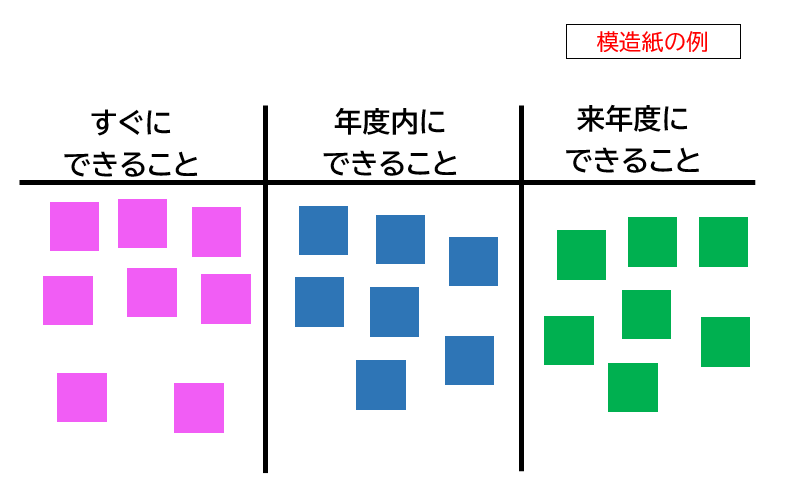 模造紙の例
すぐに
できること
年度内に
できること
来年度に
できること